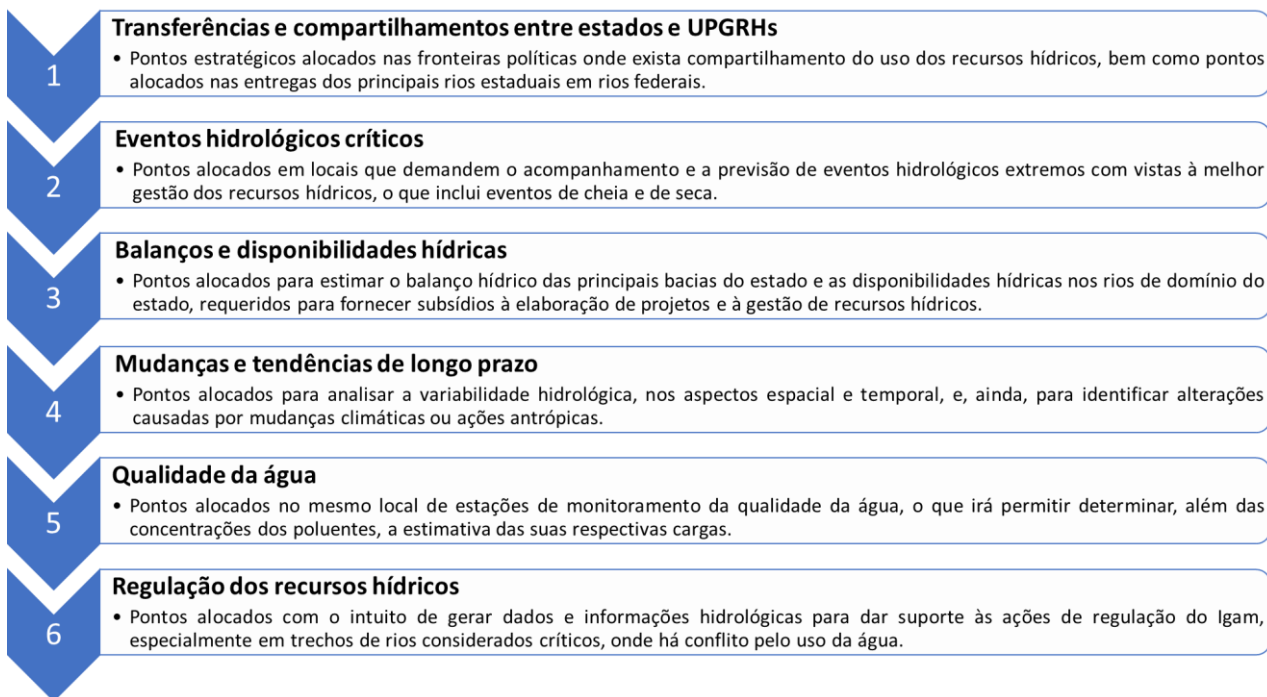 1
Transferências e compartilhamentos entre estados e UPGRHs
• Pontos estratégicos alocados nas fronteiras políticas onde exista compartilhamento do uso dos recursos hídricos, bem como pontos
alocados nas entregas dos principais rios estaduais em rios federais.
2
Eventos hidrológicos críticos
• Pontos alocados em locais que demandem o acompanhamento e a previsão de eventos hidrológicos extremos com vistas à melhor
gestão dos recursos hídricos, o que inclui eventos de cheia e de seca.
3
Balanços e disponibilidades hídricas
• Pontos alocados para estimar o balanço hídrico das principais bacias do estado e as disponibilidades hídricas nos rios de domínio do
estado, requeridos para fornecer subsídios à elaboração de projetos e à gestão de recursos hídricos.
4
Mudanças e tendências de longo prazo
• Pontos alocados para analisar a variabilidade hidrológica, nos aspectos espacial e temporal, e, ainda, para identificar alterações
causadas por mudanças climáticas ou ações antrópicas.
5
Qualidade da água
• Pontos alocados no mesmo local de estações de monitoramento da qualidade da água, o que irá permitir determinar, além das
concentrações dos poluentes, a estimativa das suas respectivas cargas.
6
Regulação dos recursos hídricos
• Pontos alocados com o intuito de gerar dados e informações hidrológicas para dar suporte às ações de regulação do Igam,
especialmente em trechos de rios considerados críticos, onde há conflito pelo uso da água.